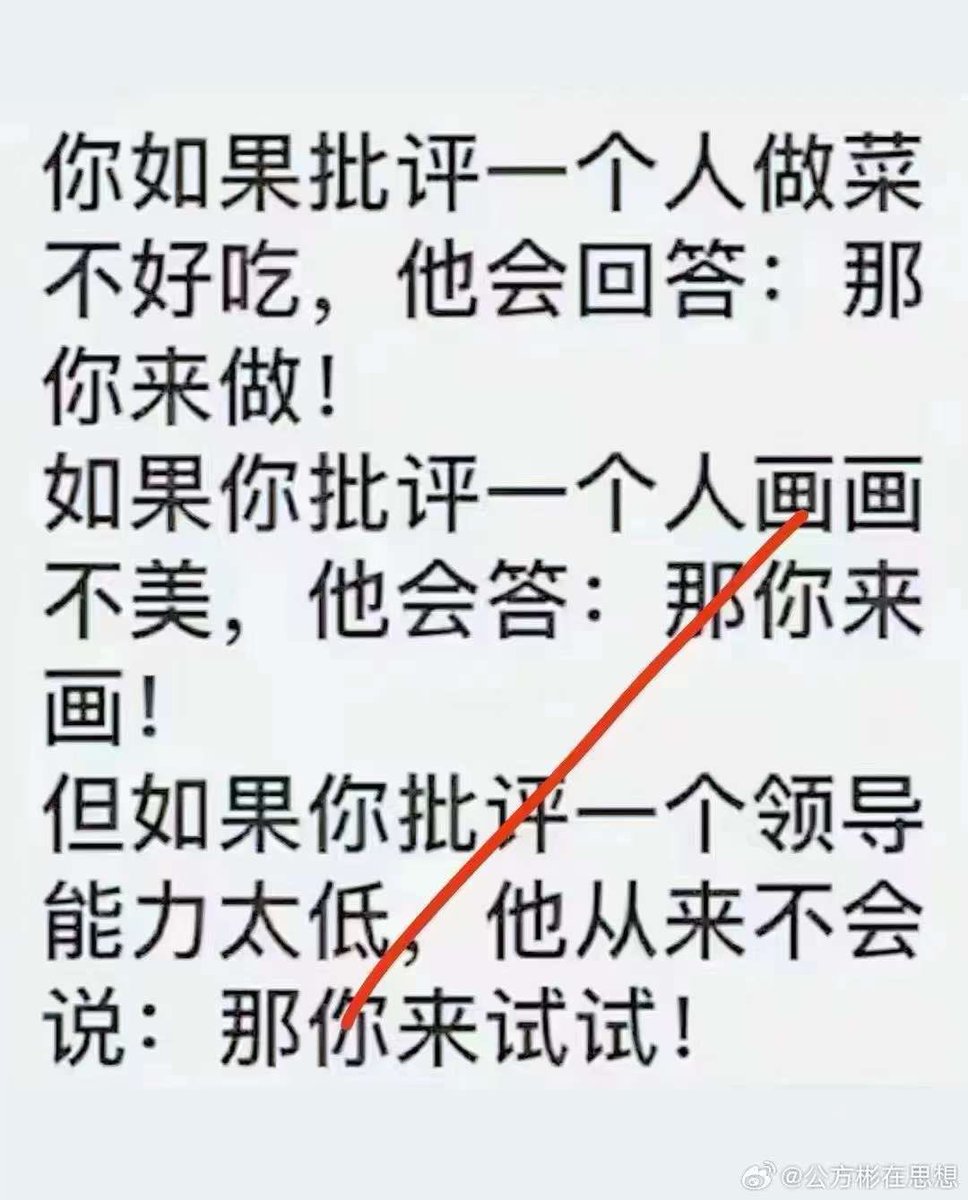 你如果批评一个人做菜
不好吃，他会回答：那
你来做！
如果你批评一个人画画
不美，他会答：那你来
画！
但如果你批评一个领导
能力太低，他从来不会
说：那你来试试！
@公方彬在思想